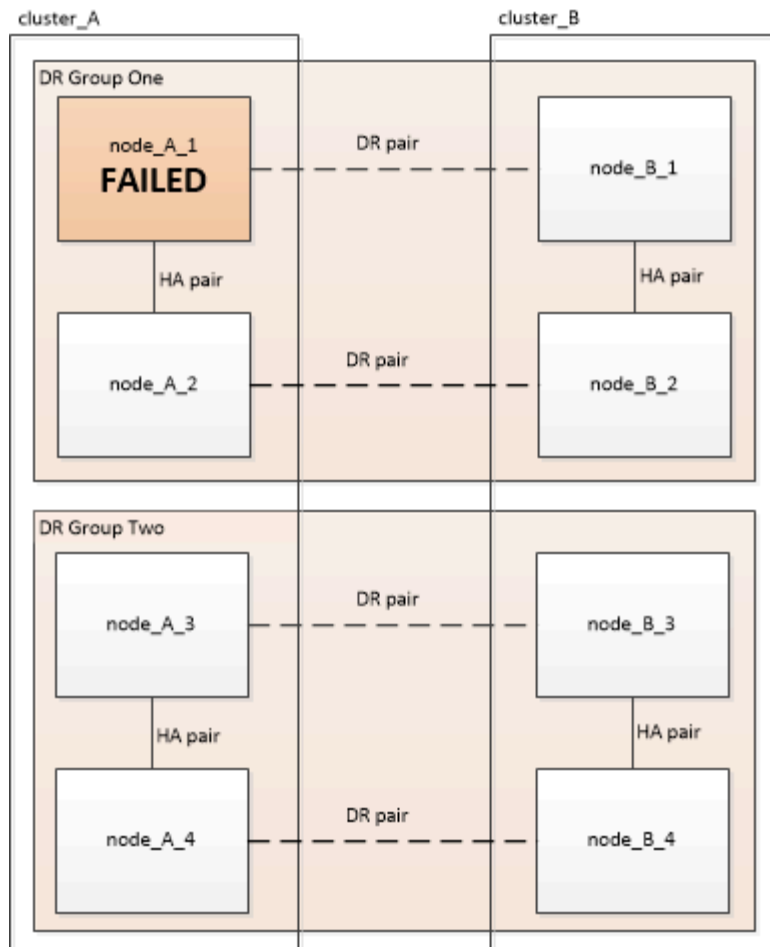 cluster_A
cluster_B
DR Group One
node_A_1
FAILED
DR pair
node_B_1
HA pair
HA pair
node_A_2
DR pair
node_B_2
DR Group Two
node_A_3
DR pair
node_B_3
HA pair
HA pair
node_A_4
DR pair
node_B_4